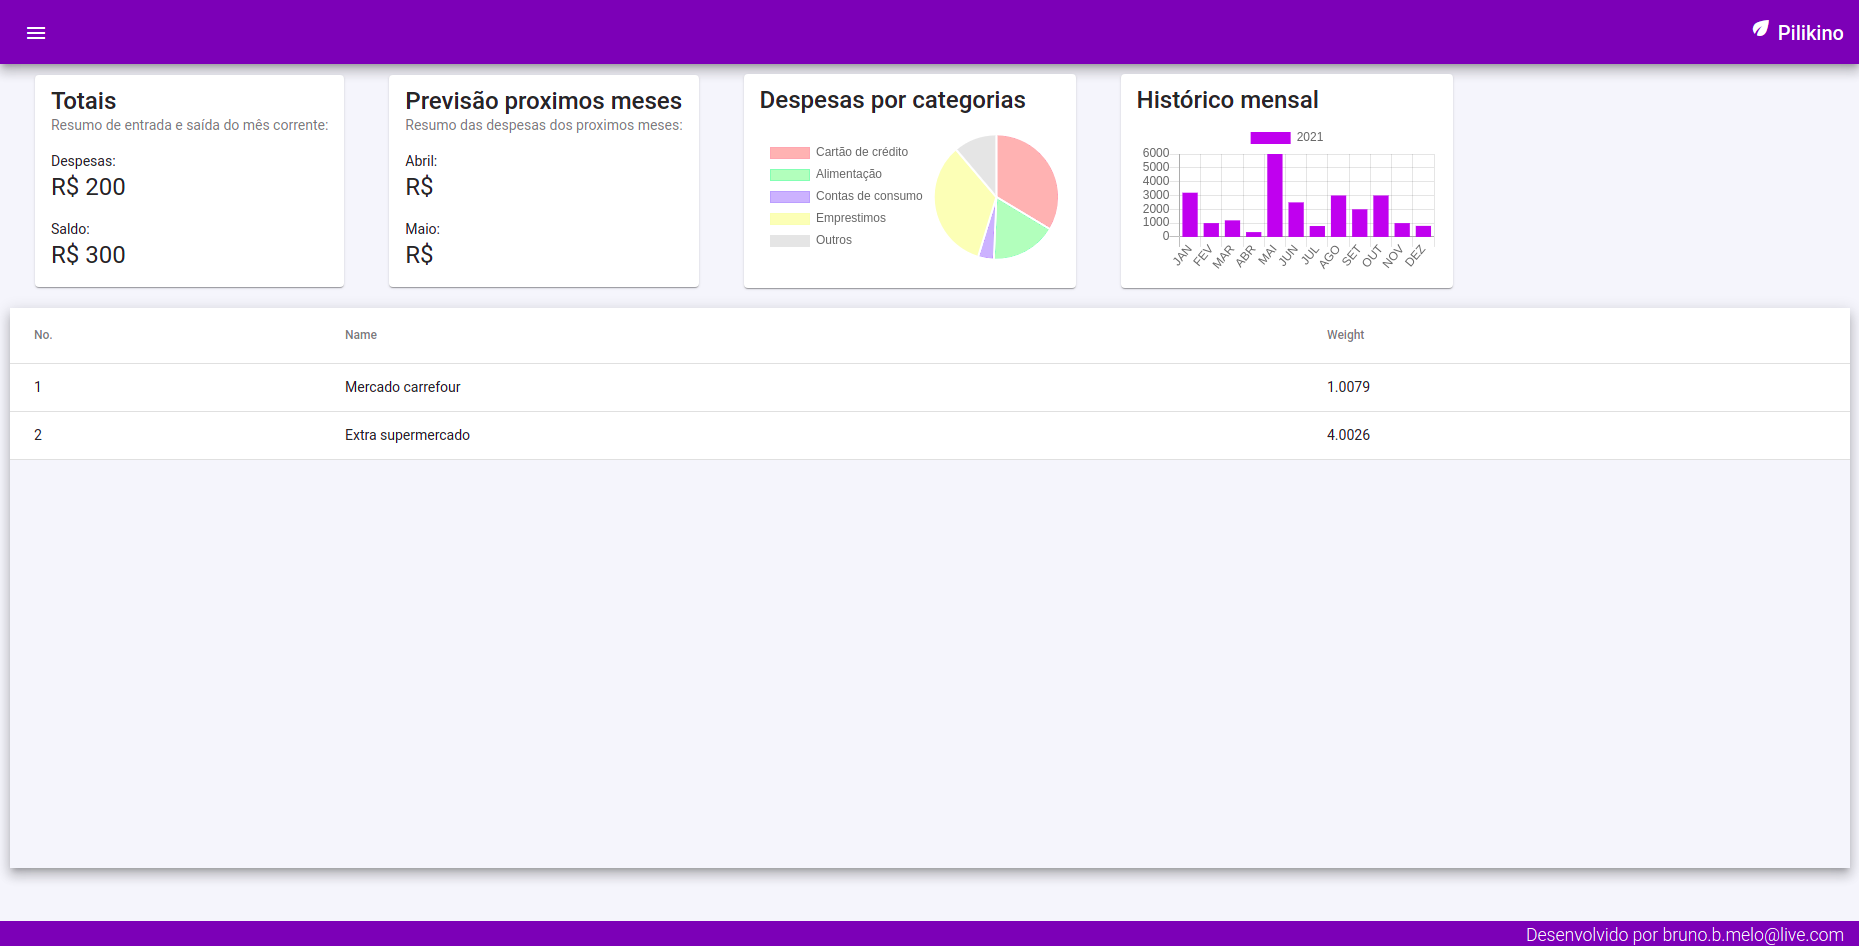 Pilikino
Totais
Resumo de entrada e saída do mês corrente:
Despesas:
R$ 200
Saldo:
R$ 300
Previsão proximos meses
Resumo das despesas dos proximos meses:
Abril:
R$
Maio:
R$
Despesas por categorias
Cartão de crédito
Alimentação
Contas de consumo
Emprestimos
Outros
Histórico mensal
2021
6000
5000
4000
3000
2000
1000
0
JAN FEV MAR ABR MAI JUN JUL AGO SET OUT NOV DEZ
No. Name Weight
1 Mercado carrefour 1.0079
2 Extra supermercado 4.0026
Desenvolvido por bruno.b.melo@live.com